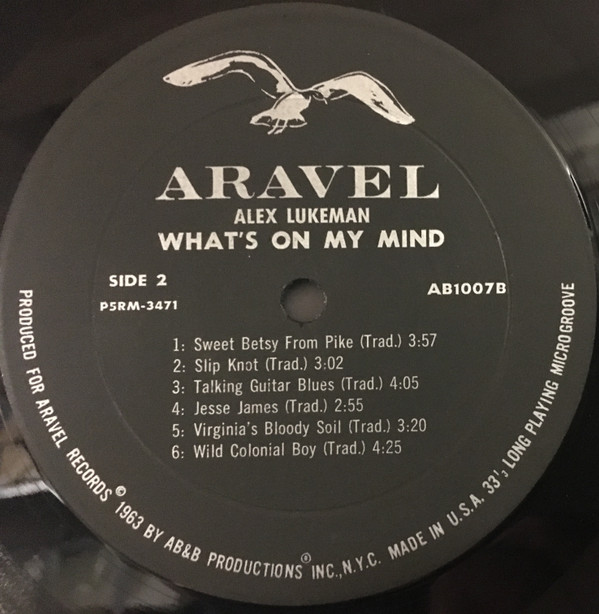 ARAVEL
ALEX LUKEMAN
WHAT'S ON MY MIND
SIDE 2
P5RM-3471
AB1007B
1: Sweet Betsy From Pike (Trad.) 3:57
2: Slip Knot (Trad.) 3:02
3: Talking Guitar Blues (Trad.) 4:05
4: Jesse James (Trad.) 2:55
5: Virginia's Bloody Soil (Trad.) 3:20
6: Wild Colonial Boy (Trad.) 4:25
PRODUCED FOR ARAVEL RECORDS © 1963 BY AB&B PRODUCTIONS ® INC., N.Y.C. MADE IN U.S.A. 33⅓ LONG PLAYING MICROGROOVE